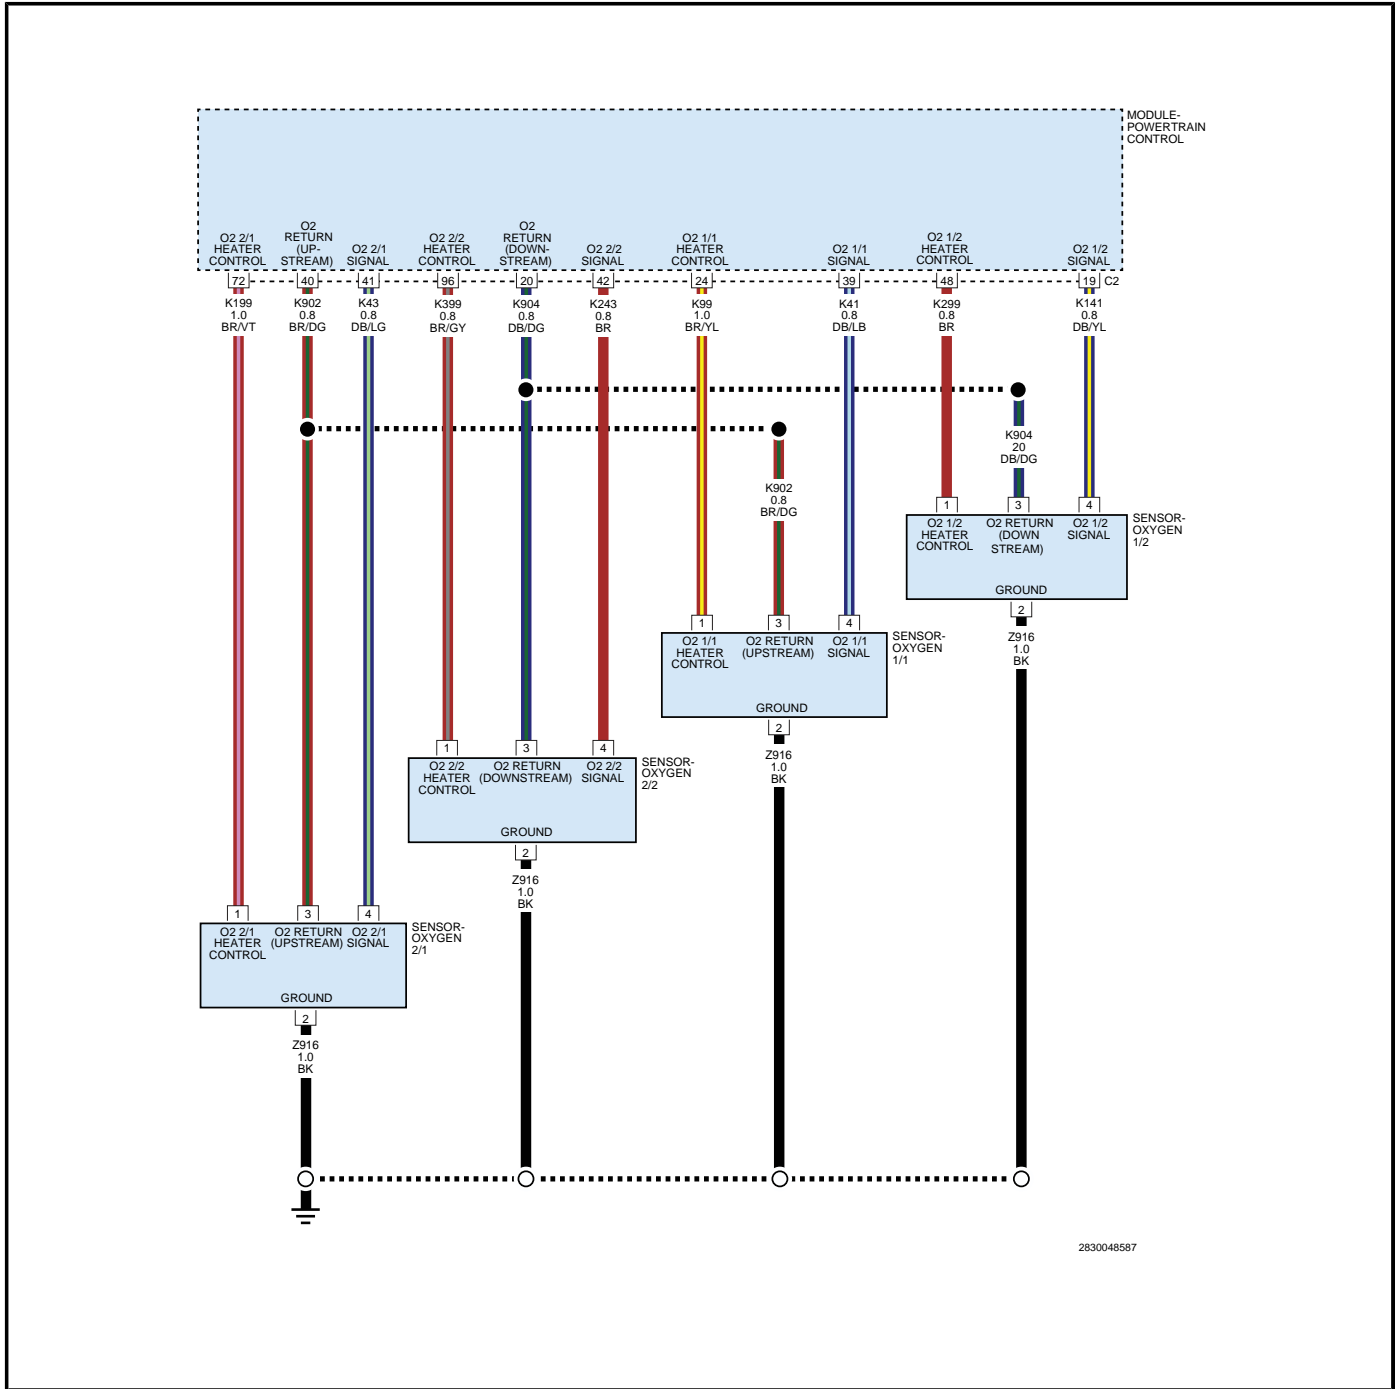 MODULE-
POWERTRAIN
CONTROL
O2 2/1
HEATER
CONTROL
O2
RETURN
(UP-
STREAM)
O2 2/1
SIGNAL
O2 2/2
HEATER
CONTROL
O2
RETURN
(DOWN-
STREAM)
O2 2/2
SIGNAL
O2 1/1
HEATER
CONTROL
O2 1/1
SIGNAL
O2 1/2
HEATER
CONTROL
O2 1/2
SIGNAL
72 40 41 96 20 42 24 39 48 19 C2
K199
1.0
BR/VT
K902
0.8
BR/DG
K43
0.8
DB/LG
K399
0.8
BR/GY
K904
0.8
DB/DG
K243
0.8
BR
K99
1.0
BR/YL
K41
0.8
DB/LB
K299
0.8
BR
K141
0.8
DB/YL
K904
20
DB/DG
K902
0.8
BR/DG
1 3 4
O2 1/2
HEATER
CONTROL
O2 RETURN
(DOWN
STREAM)
O2 1/2
SIGNAL
SENSOR-
OXYGEN
1/2
GROUND
2
Z916
1.0
BK
1 3 4
O2 1/1
HEATER
CONTROL
O2 RETURN
(UPSTREAM)
O2 1/1
SIGNAL
SENSOR-
OXYGEN
1/1
GROUND
2
Z916
1.0
BK
1 3 4
O2 2/2
HEATER
CONTROL
O2 RETURN
(DOWNSTREAM)
O2 2/2
SIGNAL
SENSOR-
OXYGEN
2/2
GROUND
2
Z916
1.0
BK
1 3 4
O2 2/1
HEATER
CONTROL
O2 RETURN
(UPSTREAM)
O2 2/1
SIGNAL
SENSOR-
OXYGEN
2/1
GROUND
2
Z916
1.0
BK
2830048587